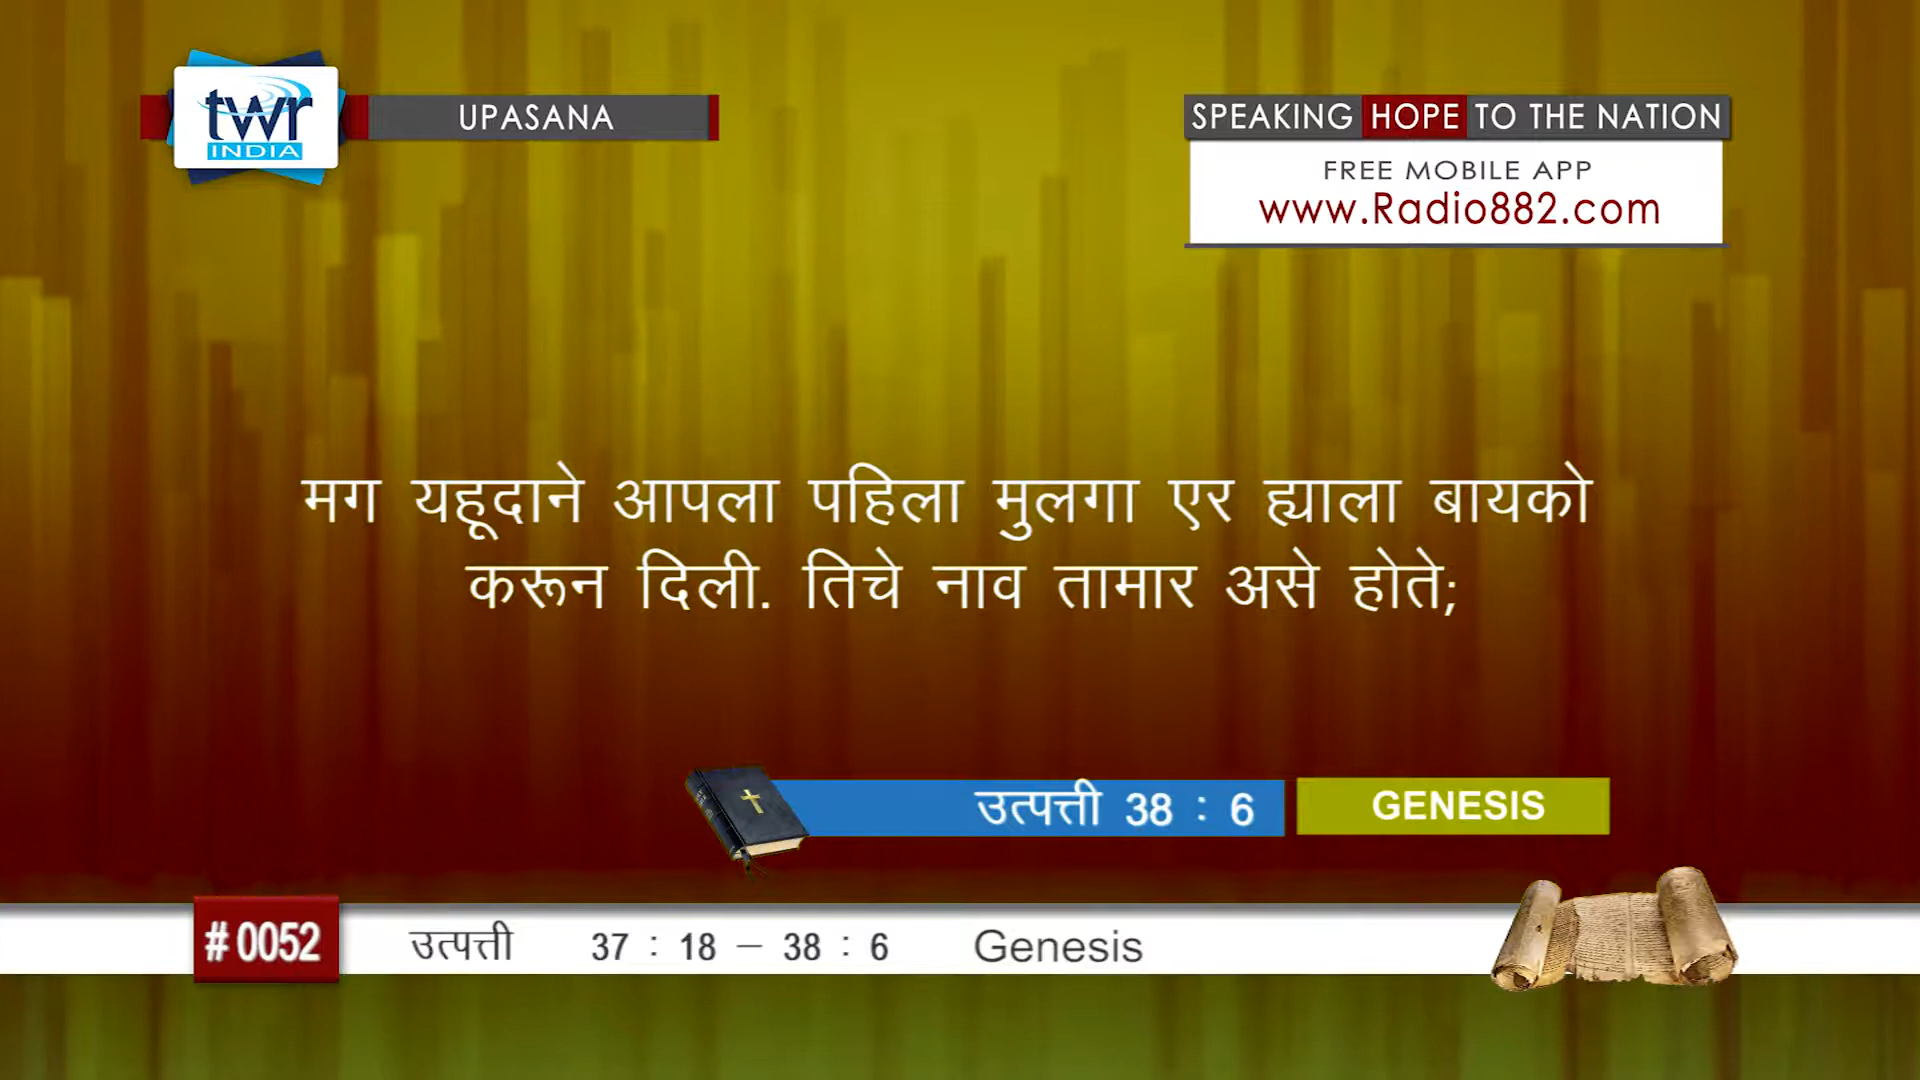 twr
INDIA
UPASANA
SPEAKING HOPE TO THE NATION
FREE MOBILE APP
www.Radio882.com
मग यहूदाने आपला पहिला मुलगा एर ह्याला बायको
करून दिली. तिचे नाव तामार असे होते;
उत्पत्ती 38 : 6
GENESIS
#0052
उत्पत्ती 37 : 18 – 38 : 6 Genesis